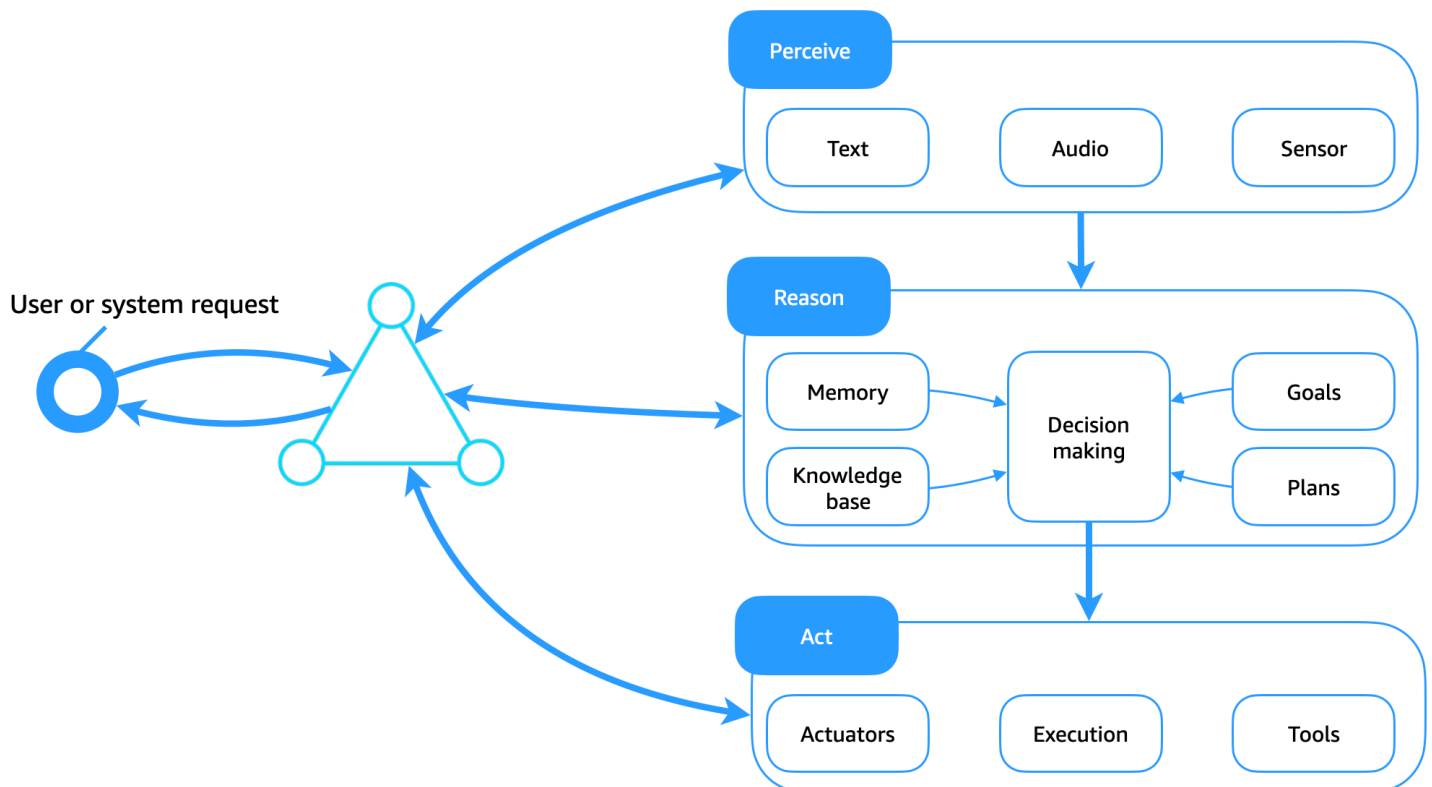 Perceive
Text
Audio
Sensor
User or system request
Reason
Memory
Knowledge
base
Decision
making
Goals
Plans
Act
Actuators
Execution
Tools